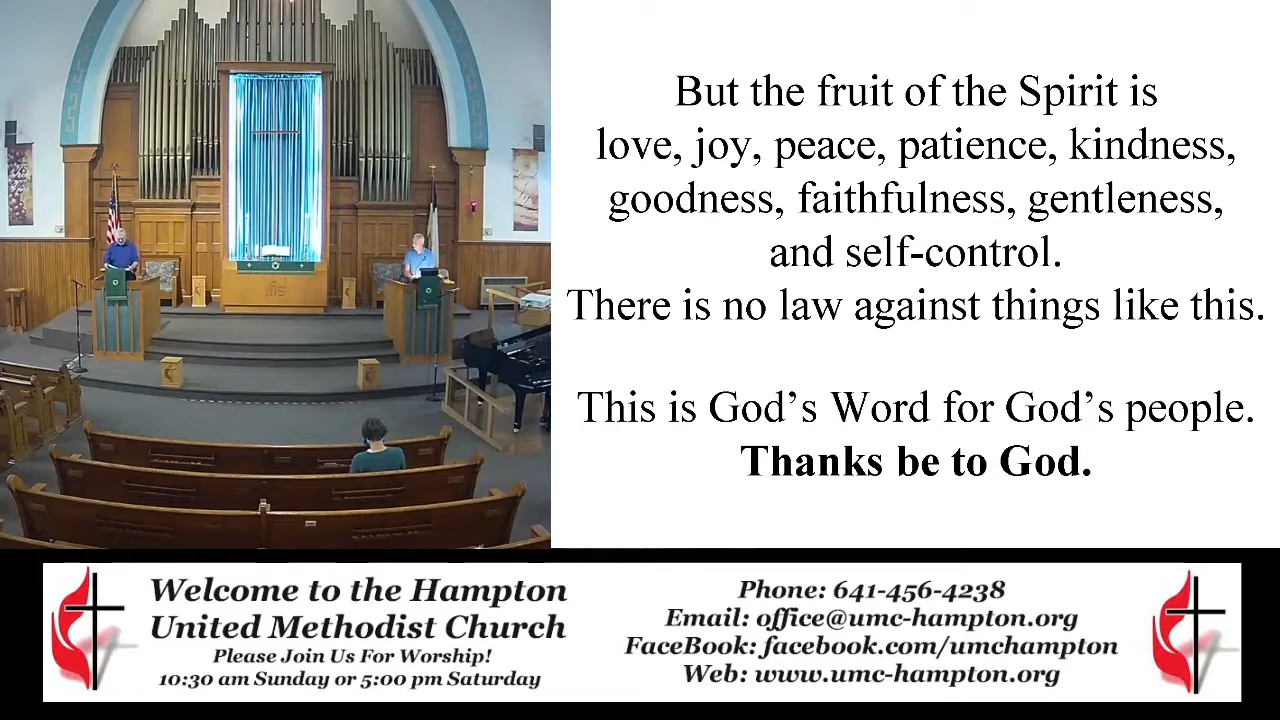 But the fruit of the Spirit is
love, joy, peace, patience, kindness,
goodness, faithfulness, gentleness,
and self-control.
There is no law against things like this.
This is God’s Word for God’s people.
Thanks be to God.
IHS
Welcome to the Hampton
United Methodist Church
Please Join Us For Worship!
10:30 am Sunday or 5:00 pm Saturday
Phone: 641-456-4238
Email: office@umc-hampton.org
FaceBook: facebook.com/umchampton
Web: www.umc-hampton.org